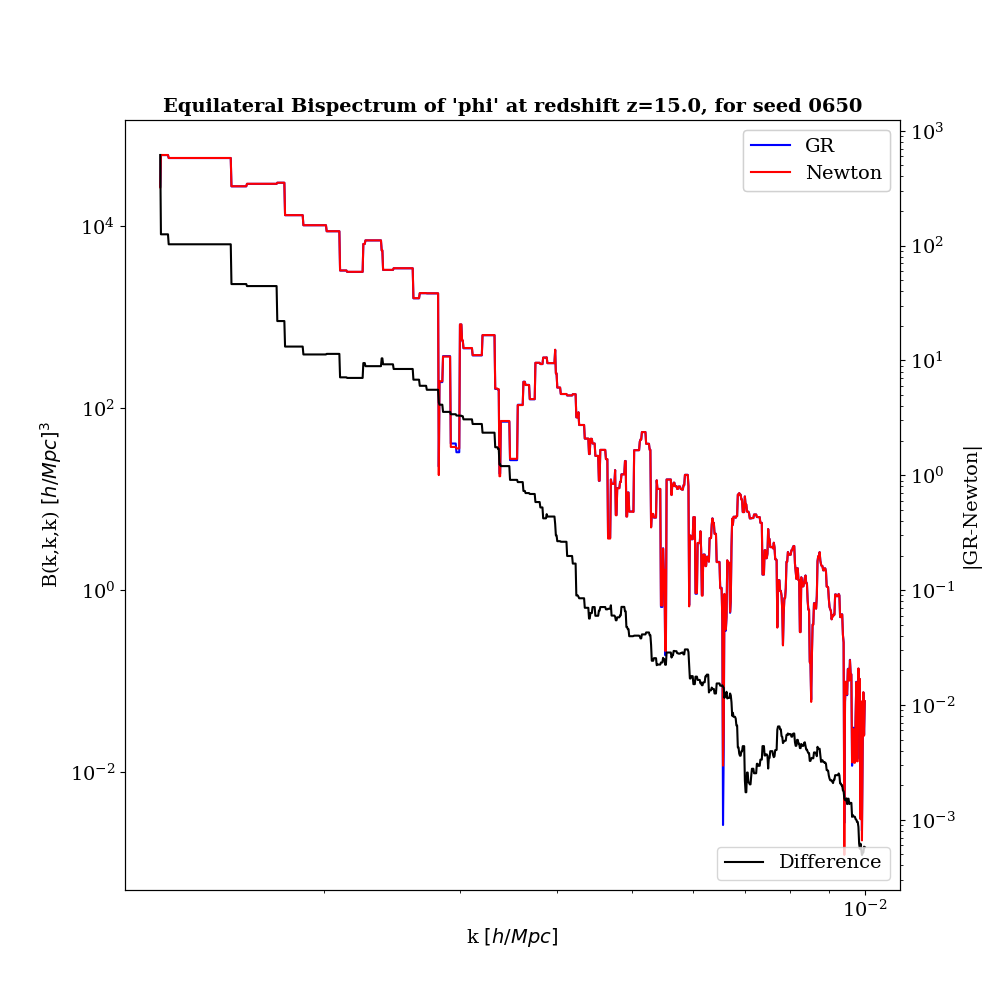 Equilateral Bispectrum of 'phi' at redshift z=15.0, for seed 0650
GR
Newton
10^4
10^2
10^0
10^{-2}
B(k,k,k) [h/Mpc]^3
10^3
10^2
10^1
10^0
10^{-1}
10^{-2}
10^{-3}
|GR-Newton|
Difference
10^{-2}
k [h/Mpc]